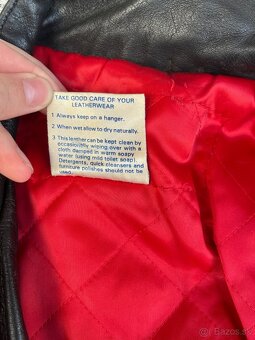 TAKE GOOD CARE OF YOUR
LEATHERWEAR
1 Always keep on a hanger.
2 When wet allow to dry naturally.
3 This leather can be kept clean by
occasionally wiping over with a
cloth damped in warm soapy
water (using mild toilet soap).
Detergents, quick cleansers and
furniture polishes should not be
used.
bazos.sk